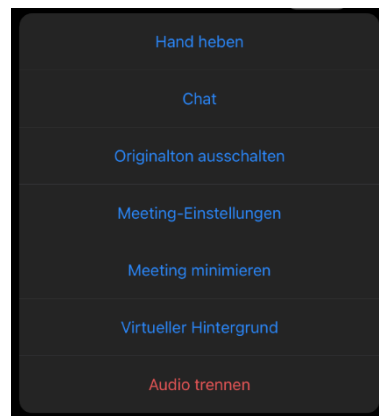 Hand heben
Chat
Originalton ausschalten
Meeting-Einstellungen
Meeting minimieren
Virtueller Hintergrund
Audio trennen